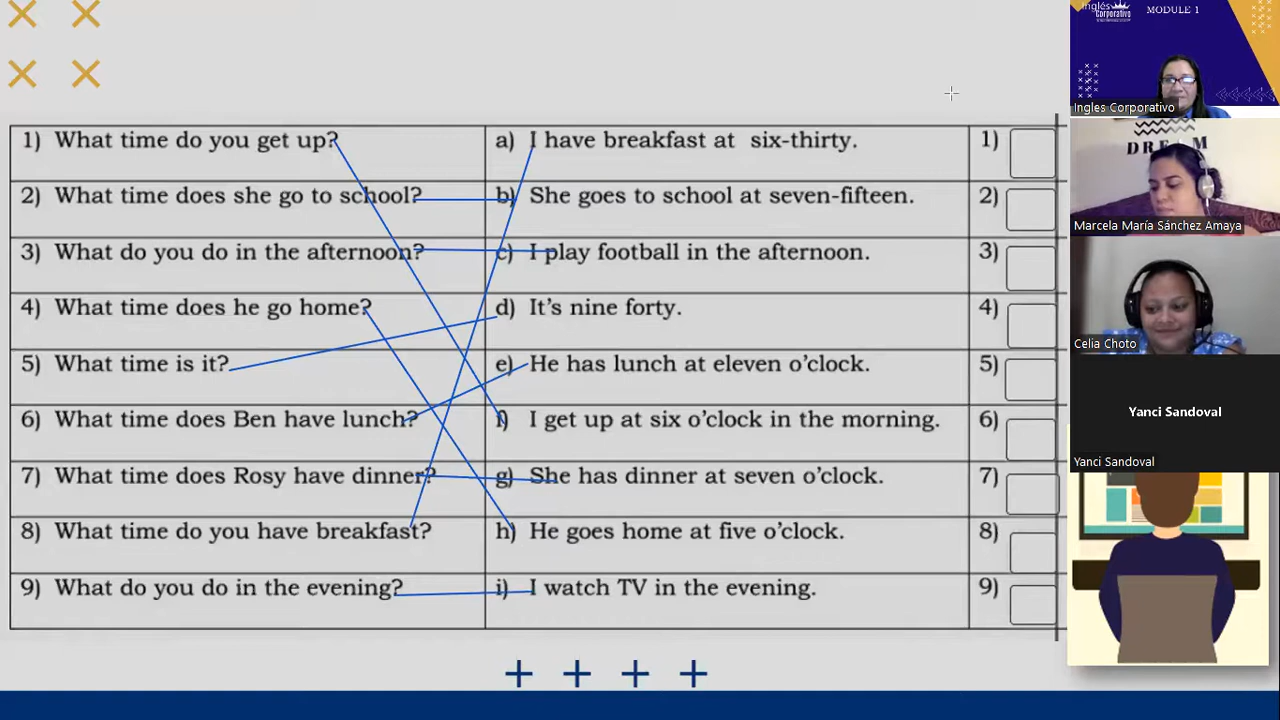 1) What time do you get up? a) I have breakfast at six-thirty. 1)
2) What time does she go to school? b) She goes to school at seven-fifteen. 2)
3) What do you do in the afternoon? c) I play football in the afternoon. 3)
4) What time does he go home? d) It's nine forty. 4)
5) What time is it? e) He has lunch at eleven o'clock. 5)
6) What time does Ben have lunch? f) I get up at six o'clock in the morning. 6)
7) What time does Rosy have dinner? g) She has dinner at seven o'clock. 7)
8) What time do you have breakfast? h) He goes home at five o'clock. 8)
9) What do you do in the evening? i) I watch TV in the evening. 9)
Inglés
Corporativo
MODULE 1
Ingles Corporativo
DREAM
Marcela María Sánchez Amaya
Celia Choto
Yanci Sandoval
Yanci Sandoval